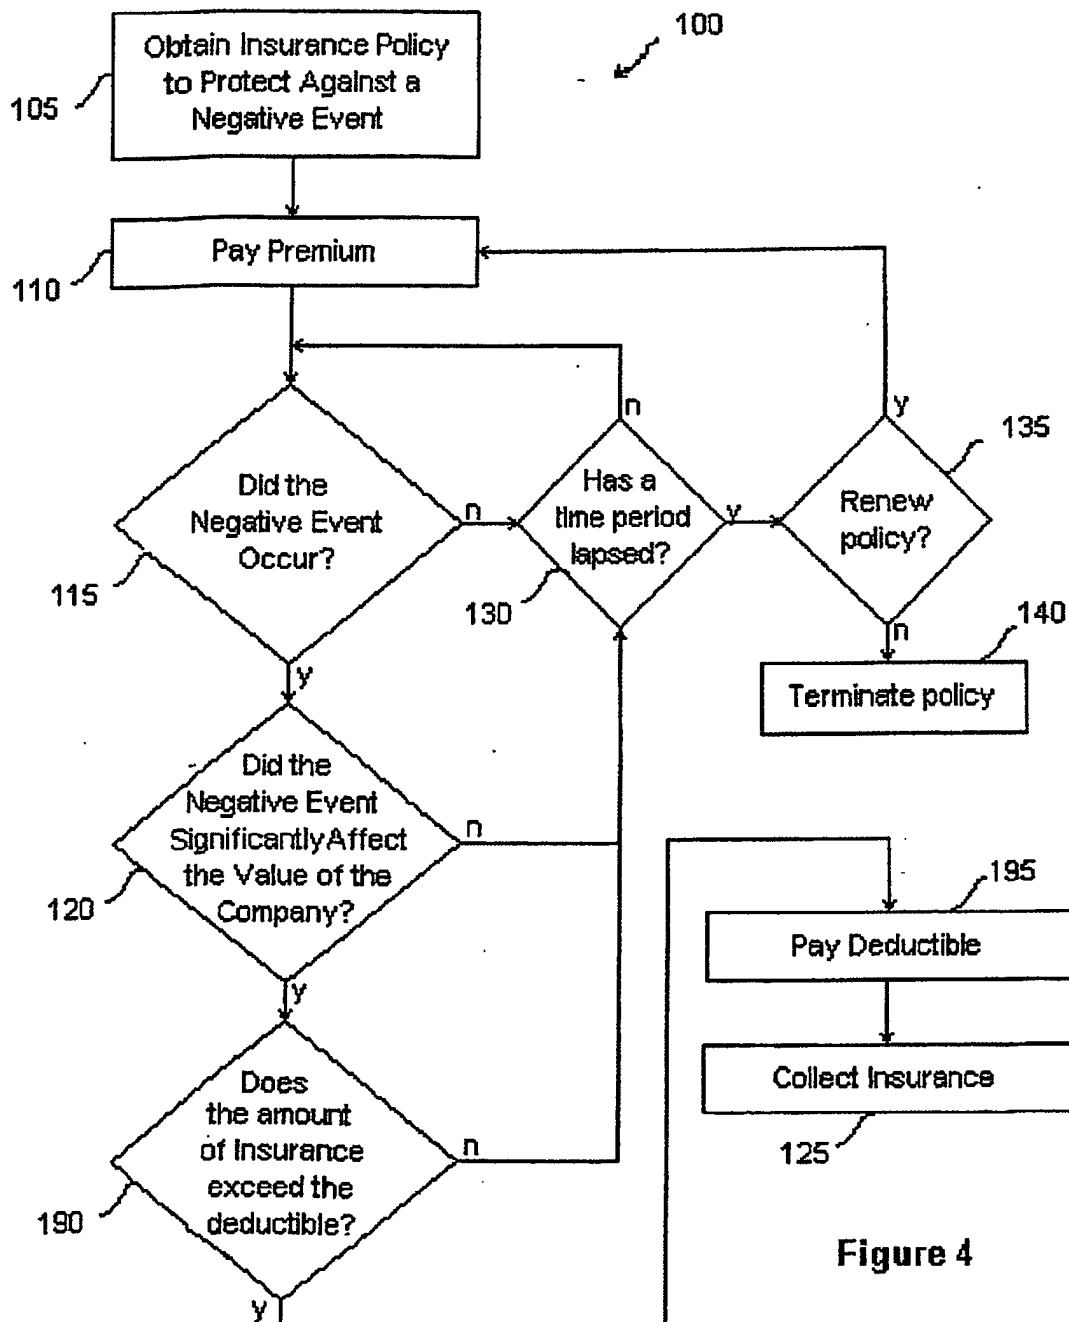 100
Obtain Insurance Policy
to Protect Against a
Negative Event
105
Pay Premium
110
n
y
135
Did the
Negative Event
Occur?
n
115
Has a
time period
lapsed?
y
130
Renew
policy?
n
140
Terminate policy
y
Did the
Negative Event
Significantly Affect
the Value of the
Company?
n
120
195
Pay Deductible
y
Collect Insurance
125
Does
the amount
of Insurance
exceed the
deductible?
n
190
y
Figure 4